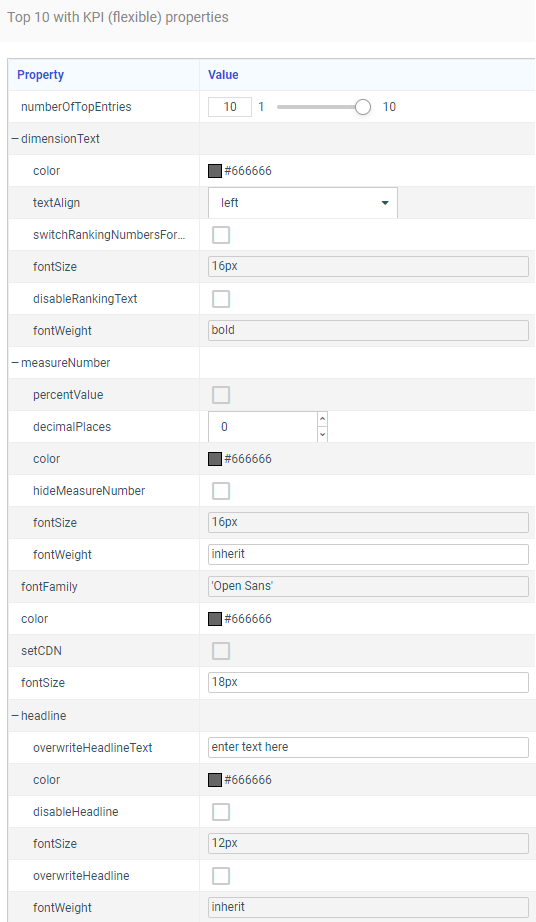 Top 10 with KPI (flexible) properties
Property Value
numberOfTopEntries 10 1 10
dimensionText
color #666666
textAlign left
switchRankingNumbersFor...
fontSize 16px
disableRankingText
fontWeight bold
measureNumber
percentValue
decimalPlaces 0
color #666666
hideMeasureNumber
fontSize 16px
fontWeight inherit
fontFamily 'Open Sans'
color #666666
setCDN
fontSize 18px
headline
overwriteHeadlineText enter text here
color #666666
disableHeadline
fontSize 12px
overwriteHeadline
fontWeight inherit